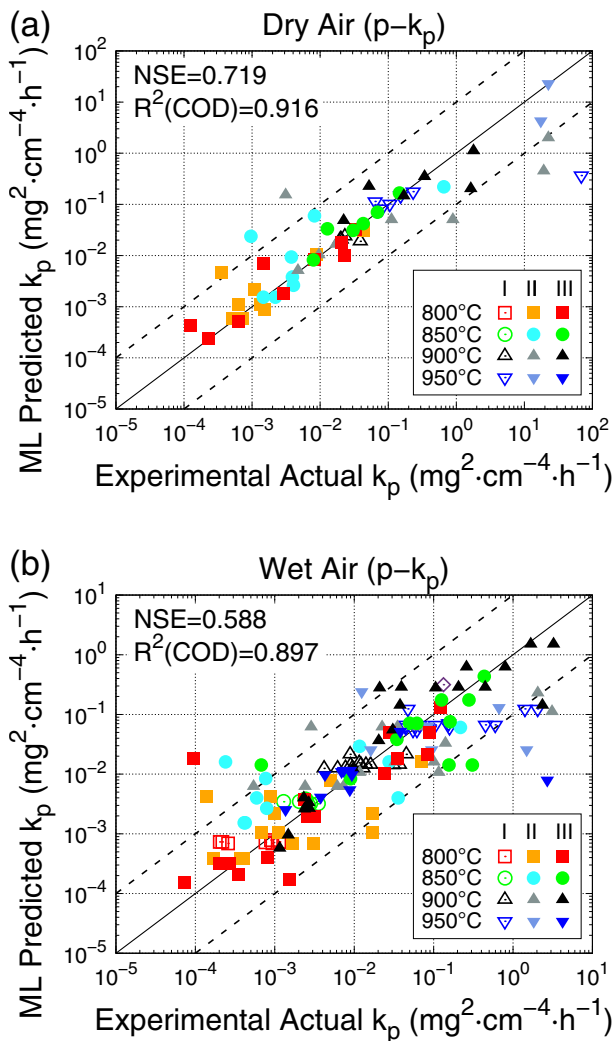 (a)
Dry Air (p−kₚ)
NSE=0.719
R²(COD)=0.916
ML Predicted kₚ (mg²·cm⁻⁴·h⁻¹)
10²
10¹
10⁰
10⁻¹
10⁻²
10⁻³
10⁻⁴
10⁻⁵
I II III
800°C
850°C
900°C
950°C
10⁻⁵ 10⁻⁴ 10⁻³ 10⁻² 10⁻¹ 10⁰ 10¹ 10²
Experimental Actual kₚ (mg²·cm⁻⁴·h⁻¹)
(b)
Wet Air (p−kₚ)
NSE=0.588
R²(COD)=0.897
ML Predicted kₚ (mg²·cm⁻⁴·h⁻¹)
10¹
10⁰
10⁻¹
10⁻²
10⁻³
10⁻⁴
10⁻⁵
I II III
800°C
850°C
900°C
950°C
10⁻⁵ 10⁻⁴ 10⁻³ 10⁻² 10⁻¹ 10⁰ 10¹
Experimental Actual kₚ (mg²·cm⁻⁴·h⁻¹)